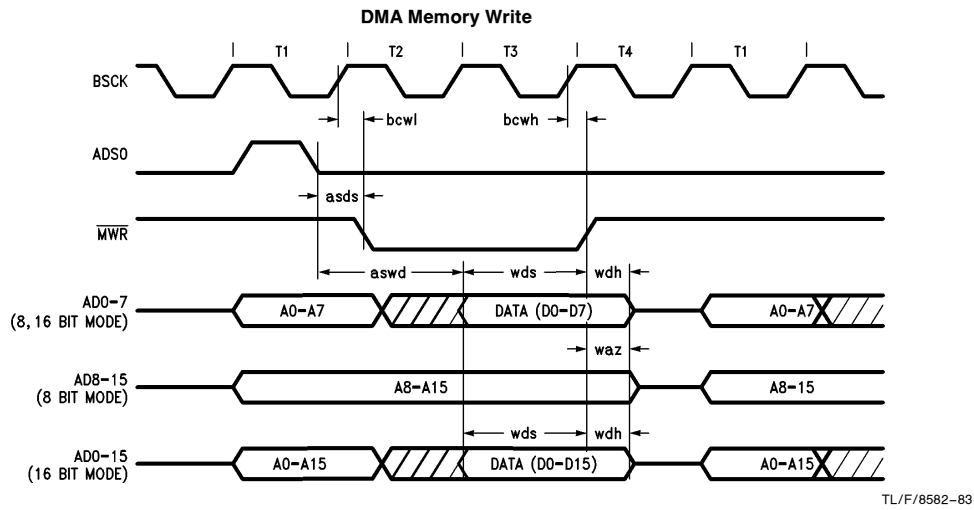 DMA Memory Write
T1 T2 T3 T4 T1
BSCK
bcwl bcwh
ADS0
asds
MWR
aswd wds wdh
AD0–7
(8, 16 BIT MODE)
A0–A7 DATA (D0–D7) A0–A7
waz
AD8–15
(8 BIT MODE)
A8–A15 A8–15
wds wdh
AD0–15
(16 BIT MODE)
A0–A15 DATA (D0–D15) A0–A15
TL/F/8582–83